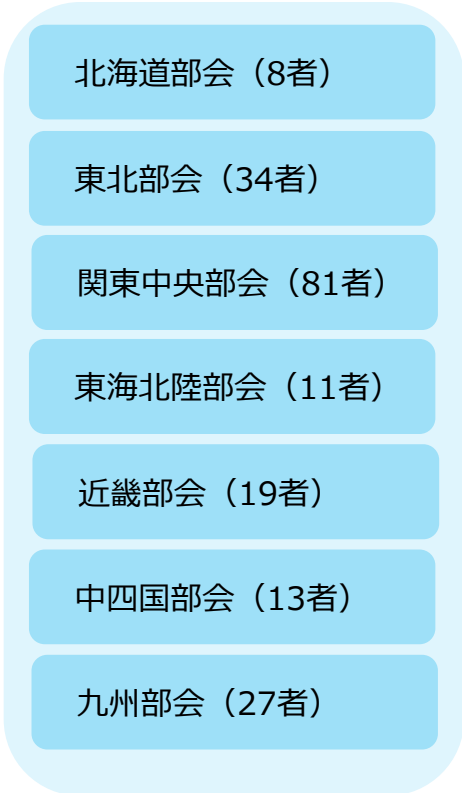 北海道部会（8者）
東北部会（34者）
関東中央部会（81者）
東海北陸部会（11者）
近畿部会（19者）
中四国部会（13者）
九州部会（27者）